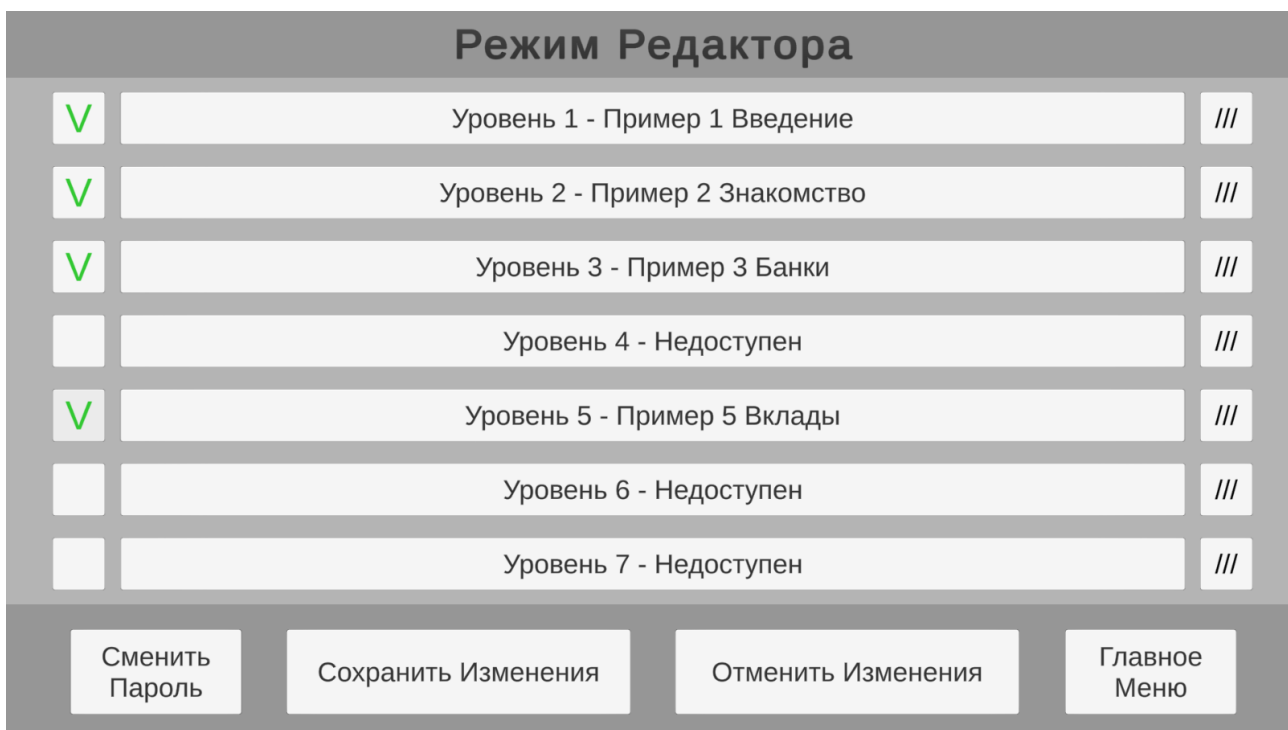 Режим Редактора
V Уровень 1 - Пример 1 Введение ///
V Уровень 2 - Пример 2 Знакомство ///
V Уровень 3 - Пример 3 Банки ///
Уровень 4 - Недоступен ///
V Уровень 5 - Пример 5 Вклады ///
Уровень 6 - Недоступен ///
Уровень 7 - Недоступен ///
Сменить
Пароль
Сохранить Изменения
Отменить Изменения
Главное
Меню